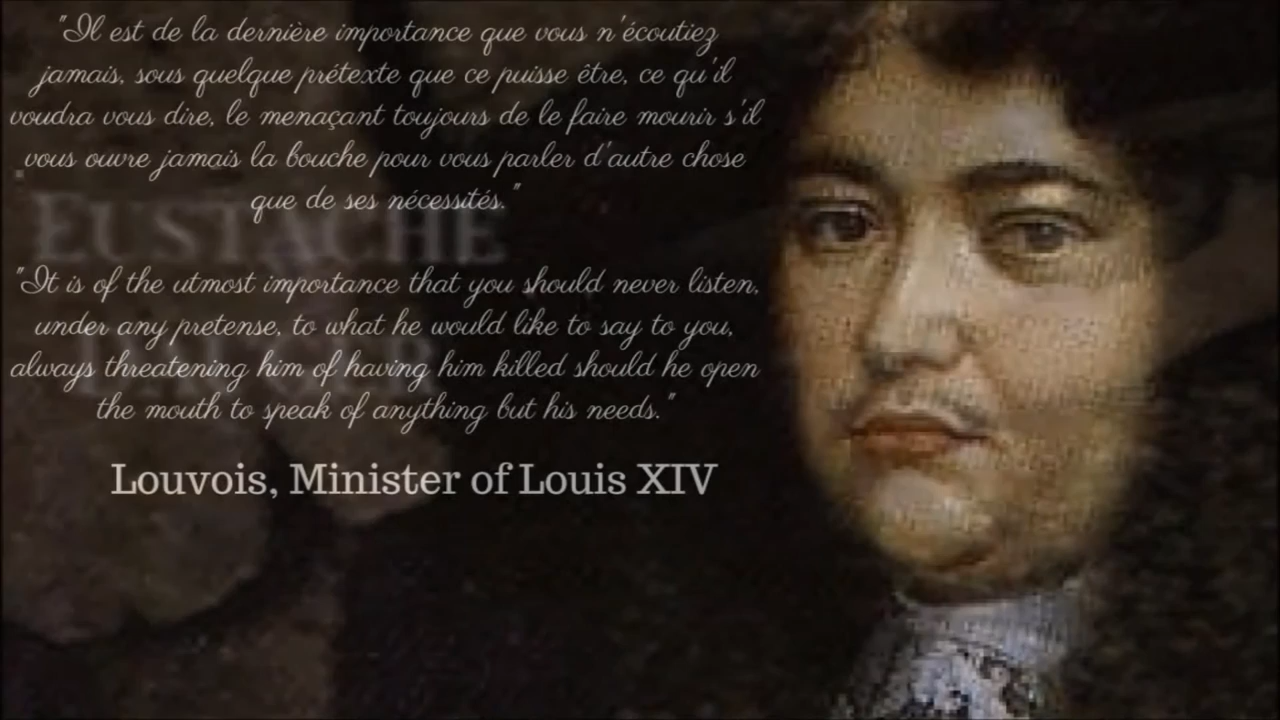 "Il est de la dernière importance que vous n'écoutiez
jamais, sous quelque prétexte que ce puisse être, ce qu'il
voudra vous dire, le menaçant toujours de le faire mourir s'il
vous ouvre jamais la bouche pour vous parler d'autre chose
que de ses nécessités."
EUSTACHE
"It is of the utmost importance that you should never listen,
under any pretense, to what he would like to say to you,
always threatening him of having him killed should he open
the mouth to speak of anything but his needs."
Louvois, Minister of Louis XIV